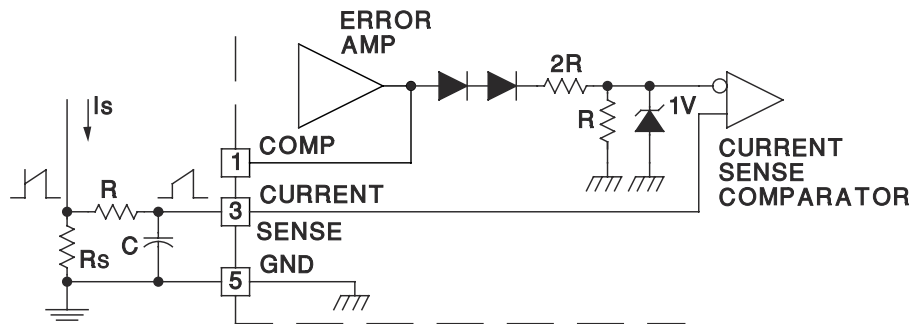 ERROR
AMP
2R
Is
R
1V
1
COMP
CURRENT
SENSE
COMPARATOR
R
3
CURRENT
SENSE
Rs
C
5
GND